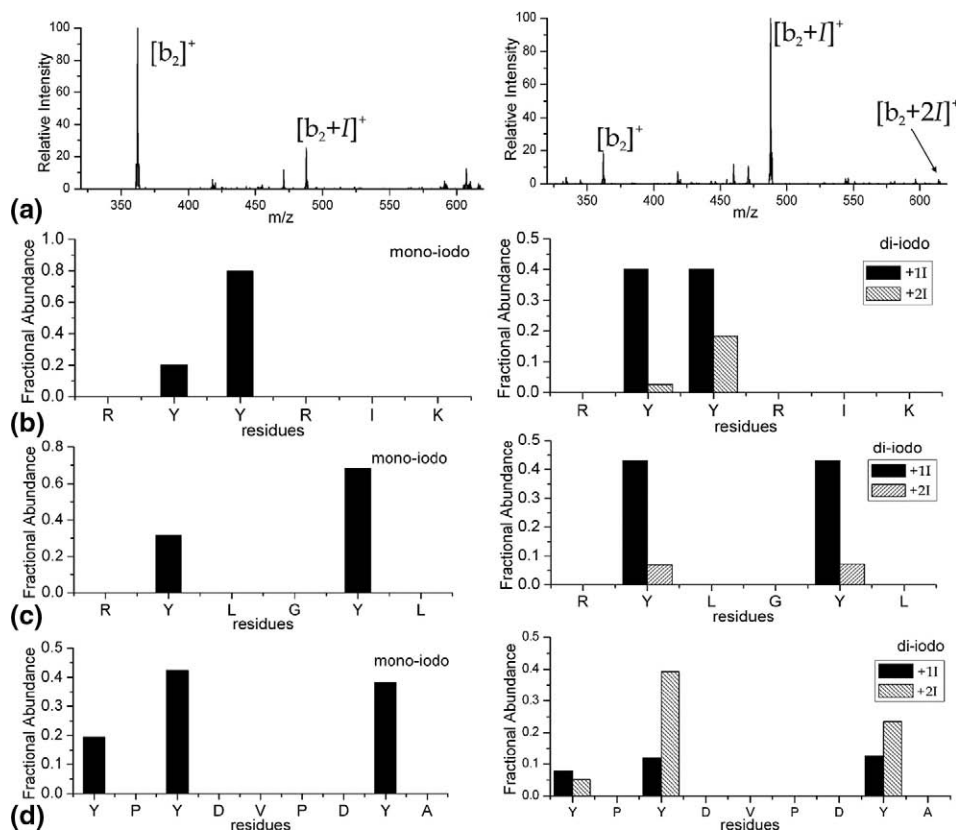 [b₂]⁺
[b₂+I]⁺
100
80
60
40
20
0
Relative Intensity
350 400 450 500 550 600
m/z
(a)
[b₂+I]⁺
[b₂]⁺
[b₂+2I]⁺
100
80
60
40
20
0
Relative Intensity
350 400 450 500 550 600
m/z
mono-iodo
1.0
0.8
0.6
0.4
0.2
0.0
Fractional Abundance
R Y Y R I K
residues
(b)
di-iodo
+1I
+2I
0.5
0.4
0.3
0.2
0.1
0.0
Fractional Abundance
R Y Y R I K
residues
mono-iodo
0.8
0.6
0.4
0.2
0.0
Fractional Abundance
R Y L G Y L
residues
(c)
di-iodo
+1I
+2I
0.5
0.4
0.3
0.2
0.1
0.0
Fractional Abundance
R Y L G Y L
residues
mono-iodo
0.5
0.4
0.3
0.2
0.1
0.0
Fractional Abundance
Y P Y D V P D Y A
residues
(d)
di-iodo
+1I
+2I
0.5
0.4
0.3
0.2
0.1
0.0
Fractional Abundance
Y P Y D V P D Y A
residues